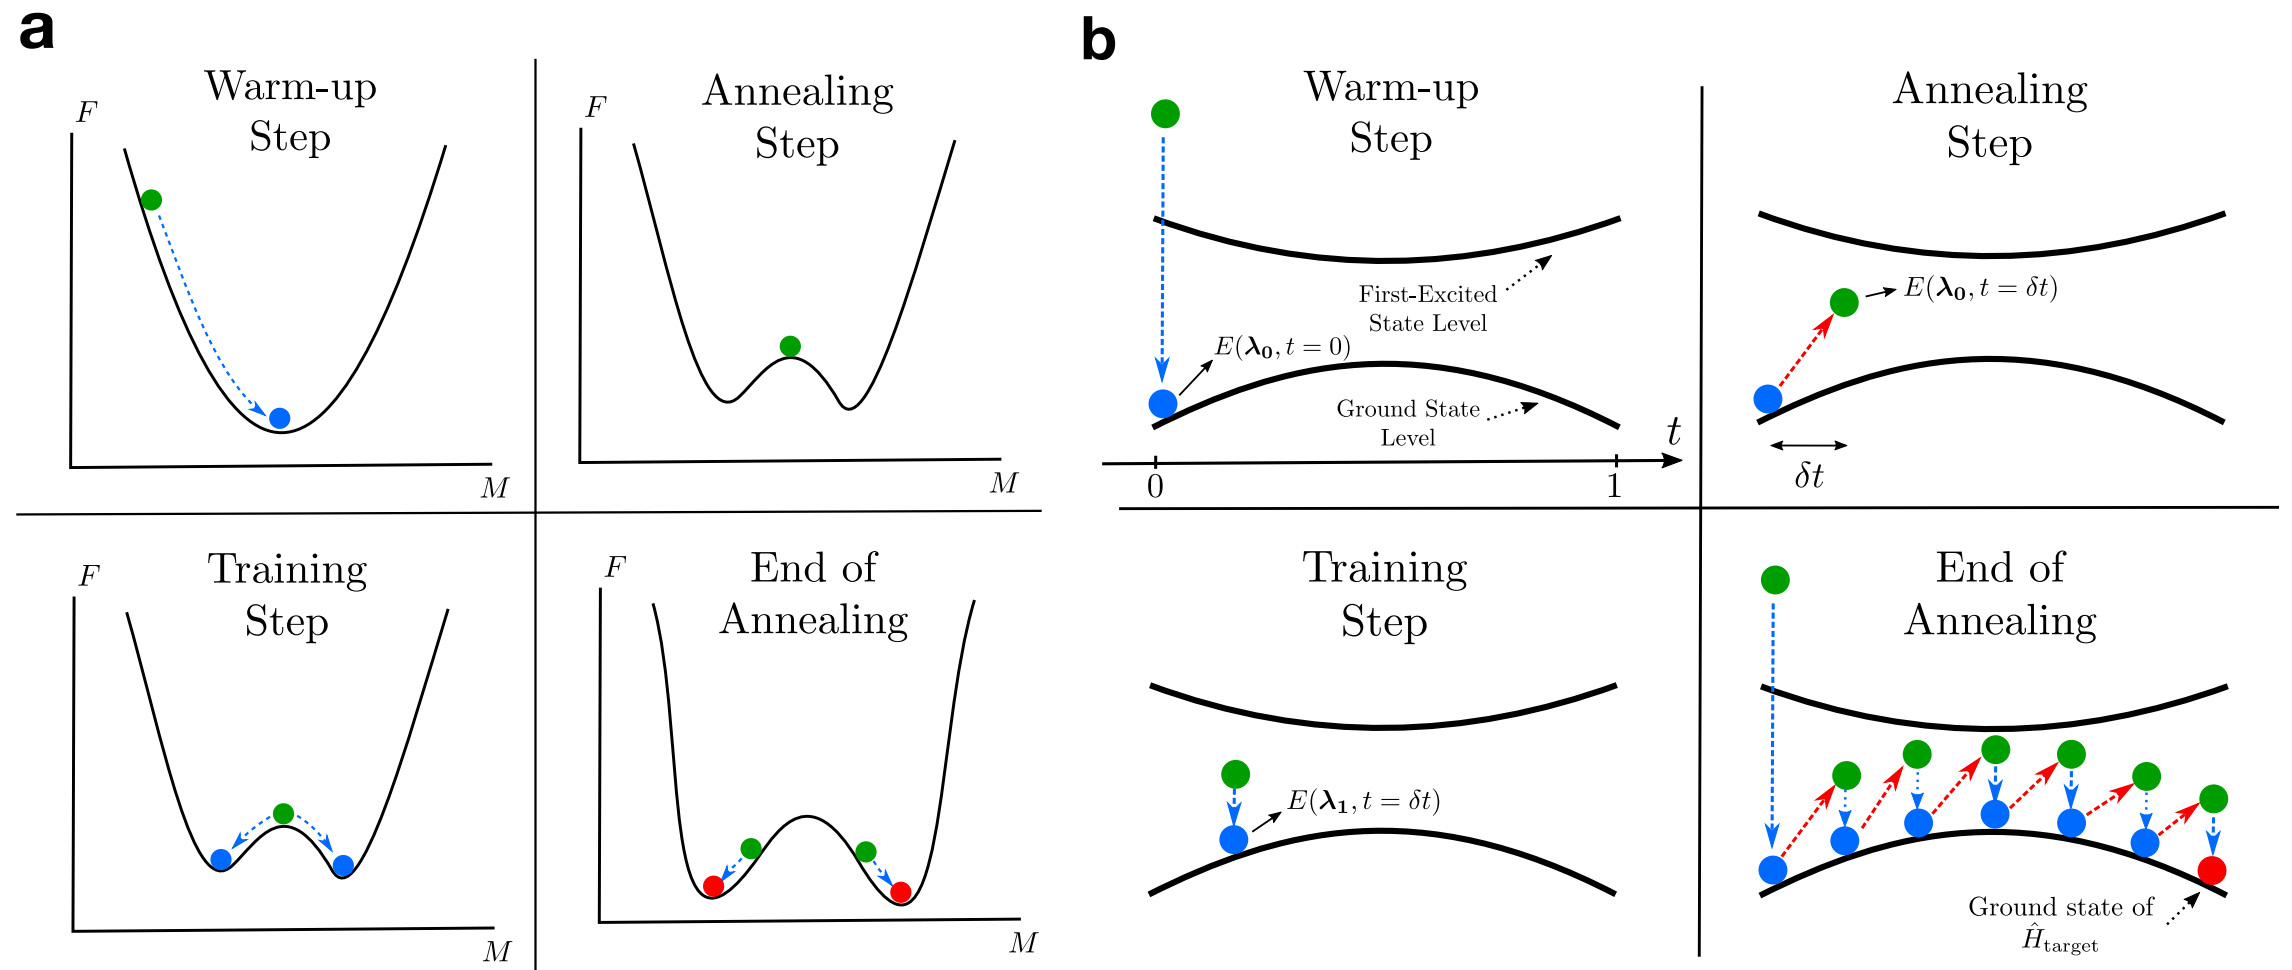 a
Warm-up
Step
F
M
Annealing
Step
F
M
Training
Step
F
M
End of
Annealing
F
M
b
Warm-up
Step
First-Excited
State Level
E(λ₀, t = 0)
Ground State
Level
t
0
1
Annealing
Step
E(λ₀, t = δt)
δt
Training
Step
E(λ₁, t = δt)
End of
Annealing
Ground state of
Ĥ_target